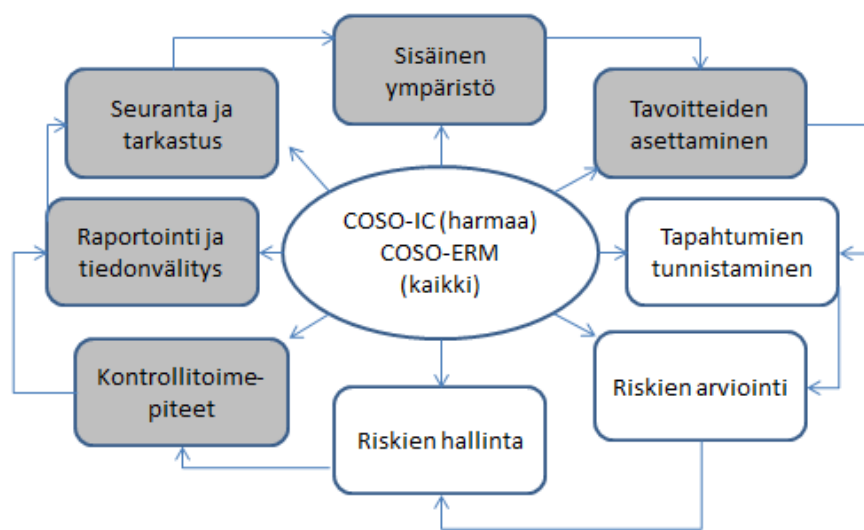 Sisäinen
ympäristö
Seuranta ja
tarkastus
Tavoitteiden
asettaminen
COSO-IC (harmaa)
COSO-ERM
(kaikki)
Raportointi ja
tiedonvälitys
Tapahtumien
tunnistaminen
Kontrollitoime-
piteet
Riskien arviointi
Riskien hallinta